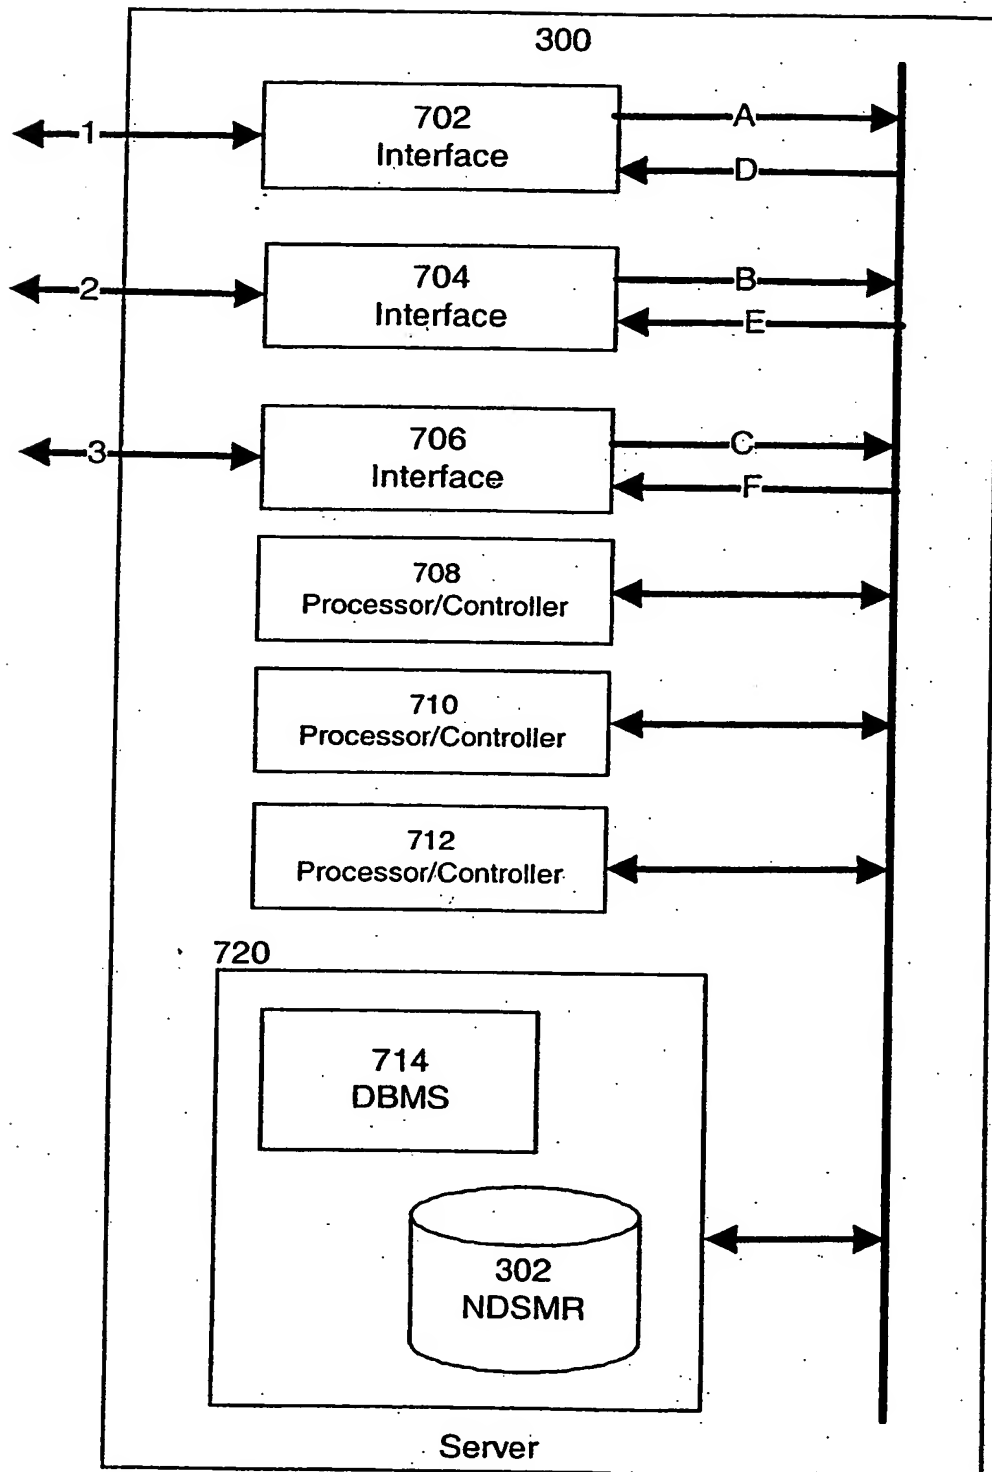 300
702
Interface
1
A
D
704
Interface
2
B
E
706
Interface
3
C
F
708
Processor/Controller
710
Processor/Controller
712
Processor/Controller
720
714
DBMS
302
NDSMR
Server